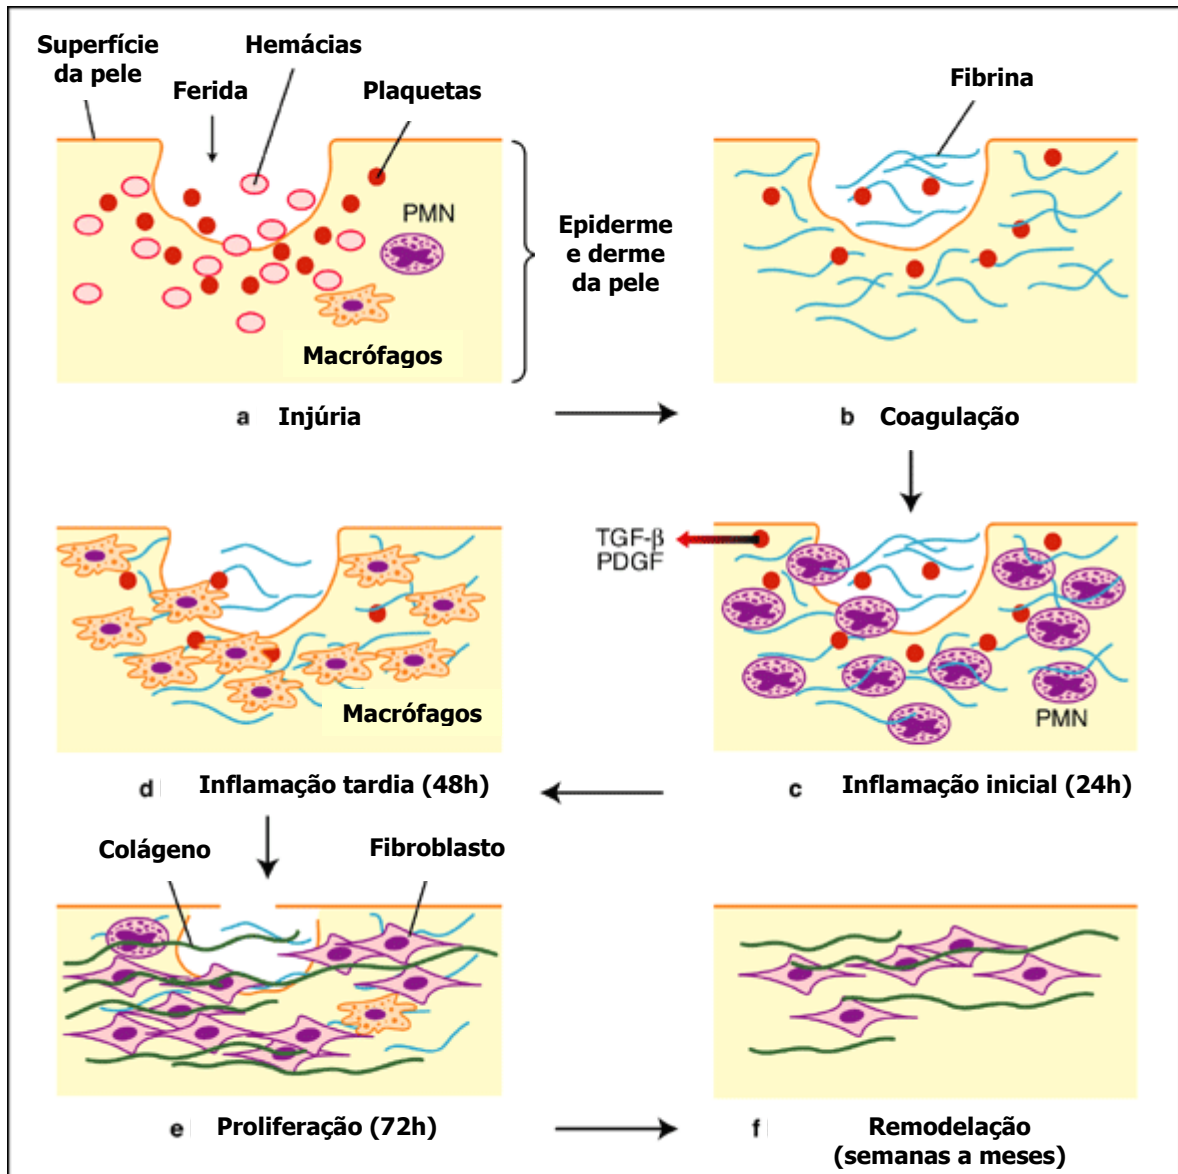 Superfície
da pele
Ferida
Hemácias
Plaquetas
Fibrina
PMN
Macrófagos
Epiderme
e derme
da pele
a Injúria
b Coagulação
TGF-β
PDGF
Macrófagos
PMN
d Inflamação tardia (48h)
c Inflamação inicial (24h)
Colágeno
Fibroblasto
e Proliferação (72h)
f Remodelação
(semanas a meses)